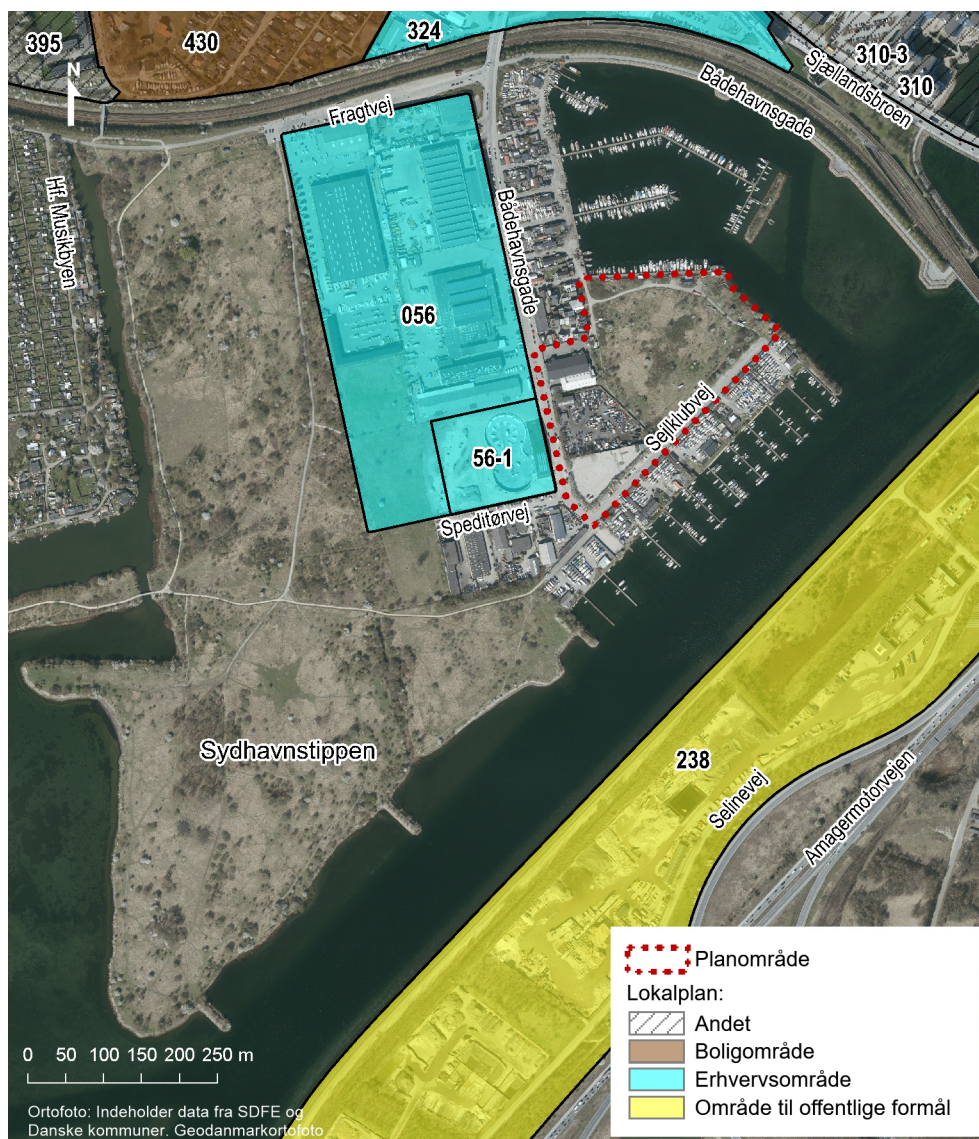 395
430
324
310-3
310
Sjællandsbroen
Bådehavnsgade
N
Fragtvej
Hf. Musikbyen
Bådehavnsgade
056
Sejlklubvej
56-1
Speditørvej
Sydhavnstippen
238
Selinevej
Amagermotorvejen
Planområde
Lokalplan:
Andet
Boligområde
Erhvervsområde
Område til offentlige formål
0 50 100 150 200 250 m
Ortofoto: Indeholder data fra SDFE og
Danske kommuner. Geodanmarkortofoto